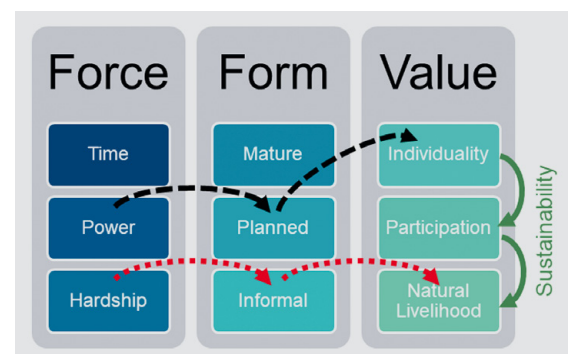 Force
Form
Value
Time
Mature
Individuality
Power
Planned
Participation
Hardship
Informal
Natural
Livelihood
Sustainability